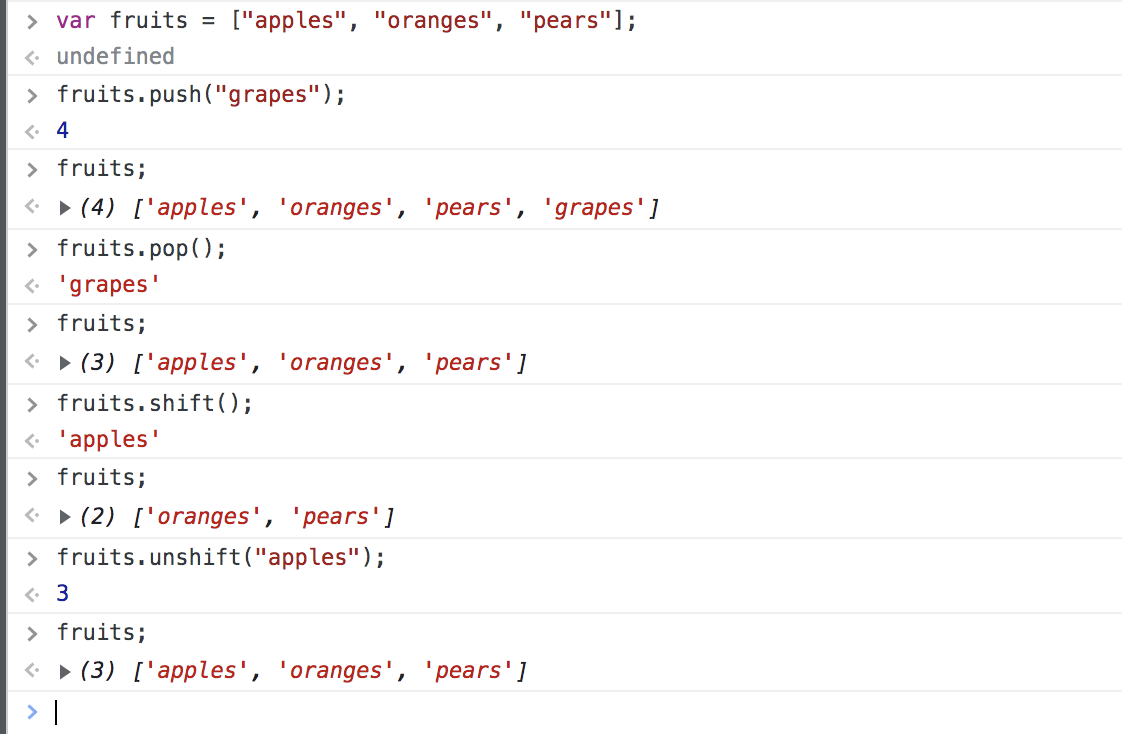 > var fruits = ["apples", "oranges", "pears"];
<· undefined
> fruits.push("grapes");
<· 4
> fruits;
<· ▶(4) ['apples', 'oranges', 'pears', 'grapes']
> fruits.pop();
<· 'grapes'
> fruits;
<· ▶(3) ['apples', 'oranges', 'pears']
> fruits.shift();
<· 'apples'
> fruits;
<· ▶(2) ['oranges', 'pears']
> fruits.unshift("apples");
<· 3
> fruits;
<· ▶(3) ['apples', 'oranges', 'pears']
>